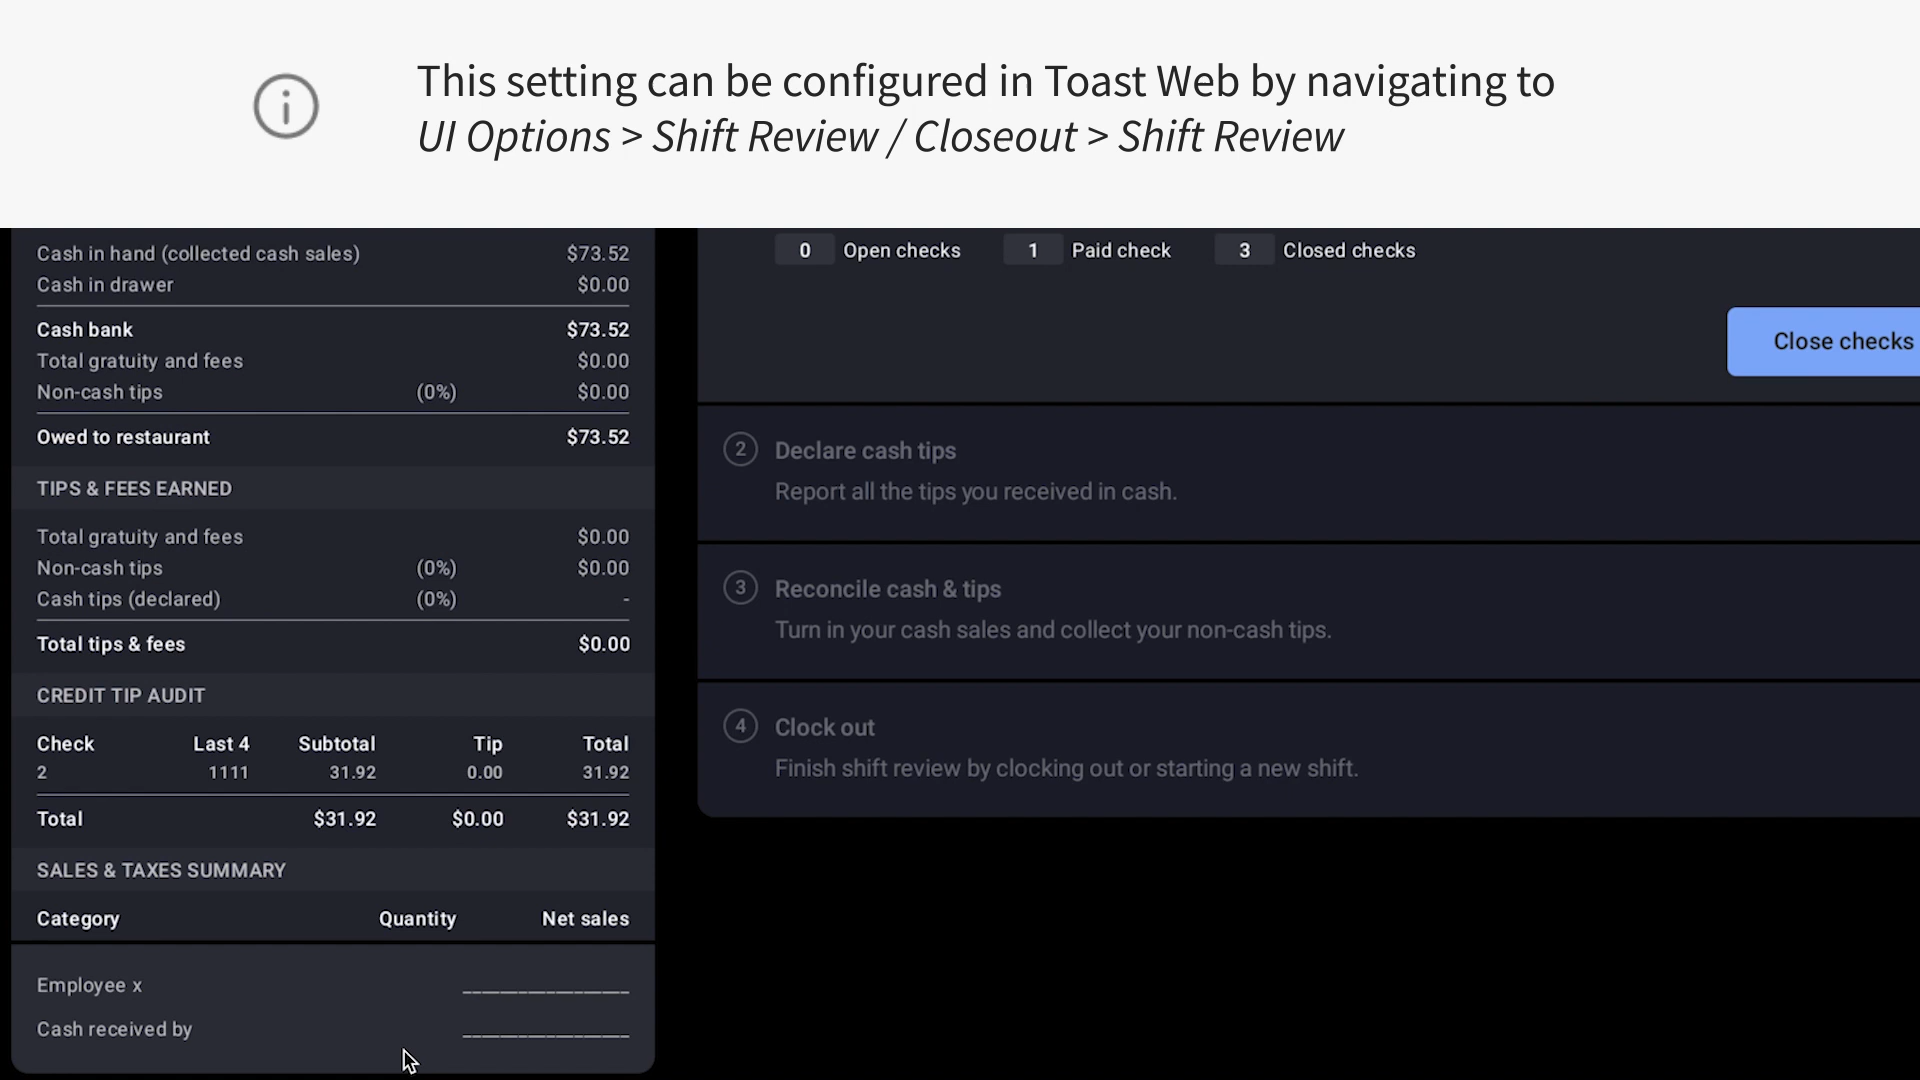 This setting can be configured in Toast Web by navigating to
UI Options > Shift Review / Closeout > Shift Review
Cash in hand (collected cash sales) $73.52
Cash in drawer $0.00
Cash bank $73.52
Total gratuity and fees $0.00
Non-cash tips (0%) $0.00
Owed to restaurant $73.52
TIPS & FEES EARNED
Total gratuity and fees $0.00
Non-cash tips (0%) $0.00
Cash tips (declared) (0%) -
Total tips & fees $0.00
CREDIT TIP AUDIT
Check Last 4 Subtotal Tip Total
2 1111 31.92 0.00 31.92
Total $31.92 $0.00 $31.92
SALES & TAXES SUMMARY
Category Quantity Net sales
Employee x
Cash received by
0 Open checks 1 Paid check 3 Closed checks
Close checks
2 Declare cash tips
Report all the tips you received in cash.
3 Reconcile cash & tips
Turn in your cash sales and collect your non-cash tips.
4 Clock out
Finish shift review by clocking out or starting a new shift.